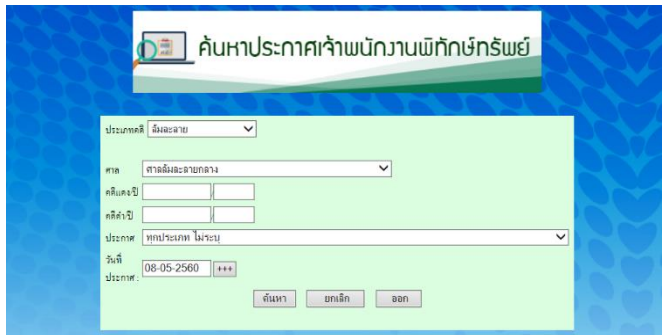 ค้นหาประกาศเจ้าพนักงานพิทักษ์ทรัพย์
ประเภทคดี ล้มละลาย
ศาล ศาลล้มละลายกลาง
คดีแดง/ปี /
คดีดำ/ปี /
ประกาศ ทุกประเภท ไม่ระบุ
วันที่
ประกาศ : 08-05-2560 +++
ค้นหา ยกเลิก ออก